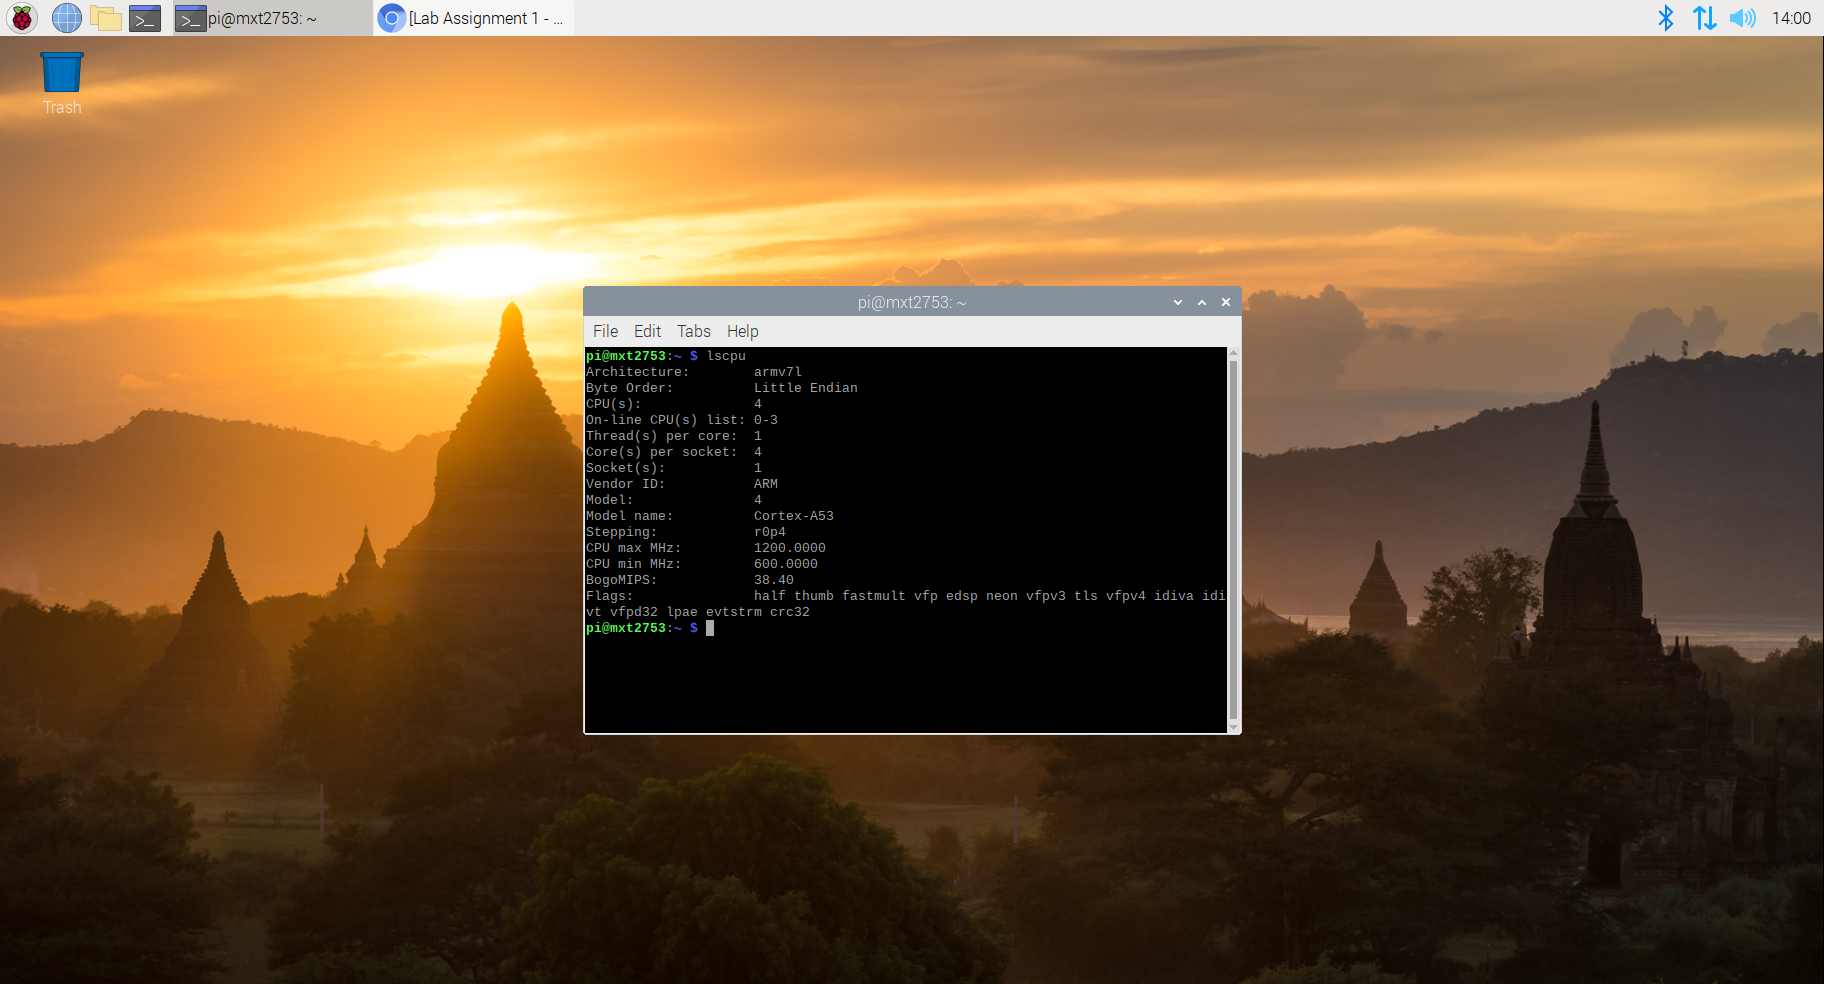 pi@mxt2753: ~
[Lab Assignment 1 - ...
14:00
Trash
pi@mxt2753: ~
File Edit Tabs Help
pi@mxt2753:~ $ lscpu
Architecture: armv7l
Byte Order: Little Endian
CPU(s): 4
On-line CPU(s) list: 0-3
Thread(s) per core: 1
Core(s) per socket: 4
Socket(s): 1
Vendor ID: ARM
Model: 4
Model name: Cortex-A53
Stepping: r0p4
CPU max MHz: 1200.0000
CPU min MHz: 600.0000
BogoMIPS: 38.40
Flags: half thumb fastmult vfp edsp neon vfpv3 tls vfpv4 idiva idi
vt vfpd32 lpae evtstrm crc32
pi@mxt2753:~ $